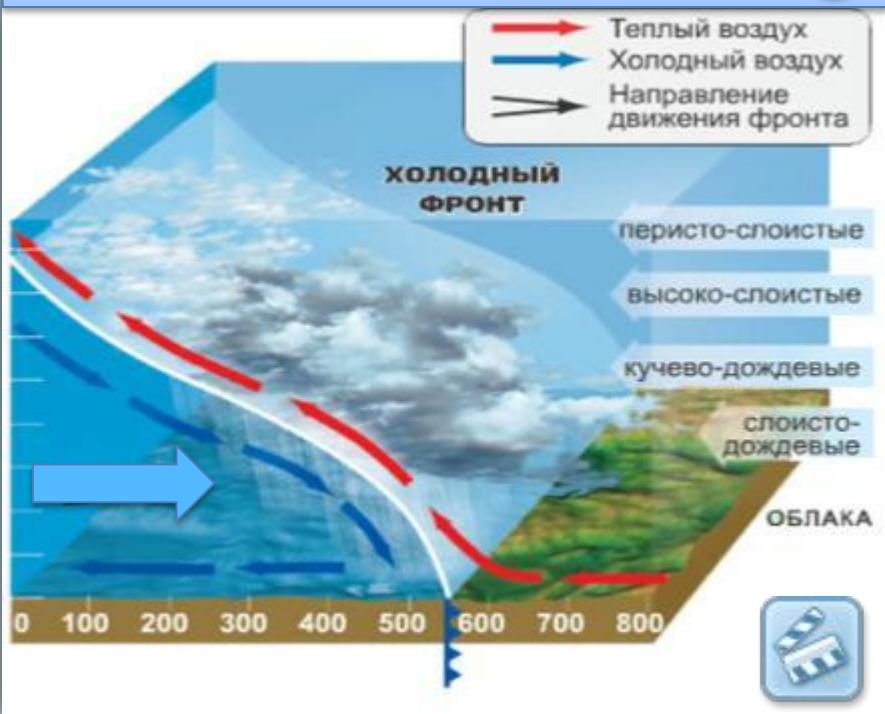 Теплый воздух
Холодный воздух
Направление
движения фронта
ХОЛОДНЫЙ
ФРОНТ
перисто-слоистые
высоко-слоистые
кучево-дождевые
слоисто-
дождевые
ОБЛАКА
0 100 200 300 400 500 600 700 800